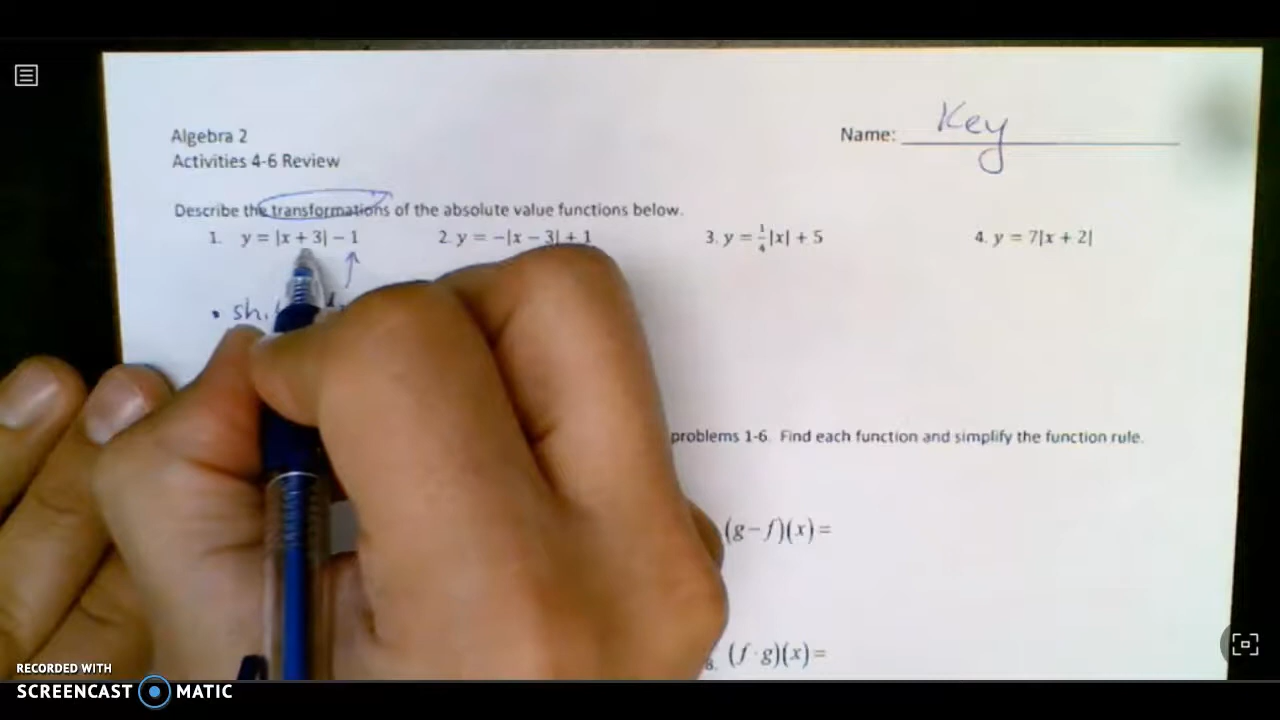 Key
Algebra 2
Name:
Activities 4-6 Review
Describe the transformations of the absolute value functions below.
1. y = |x + 3| − 1
2. y = −|x − 3| + 1
3. y = 1/4|x| + 5
4. y = 7|x + 2|
problems 1-6. Find each function and simplify the function rule.
(g − f)(x) =
8. (f · g)(x) =
RECORDED WITH
SCREENCAST MATIC